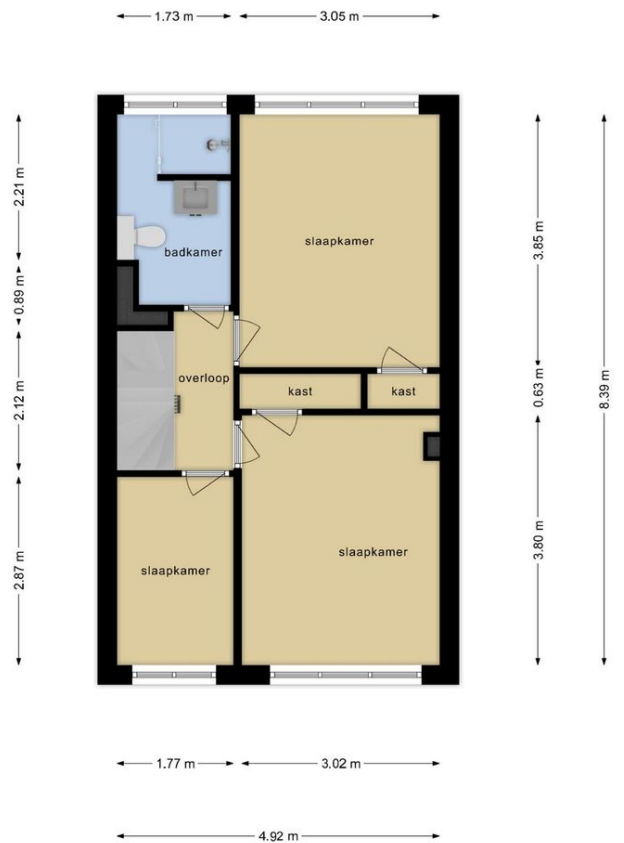 1.73 m
3.05 m
2.21 m
3.85 m
slaapkamer
badkamer
0.89 m
8.39 m
overloop
0.63 m
kast
kast
2.12 m
3.80 m
slaapkamer
slaapkamer
2.87 m
1.77 m
3.02 m
4.92 m